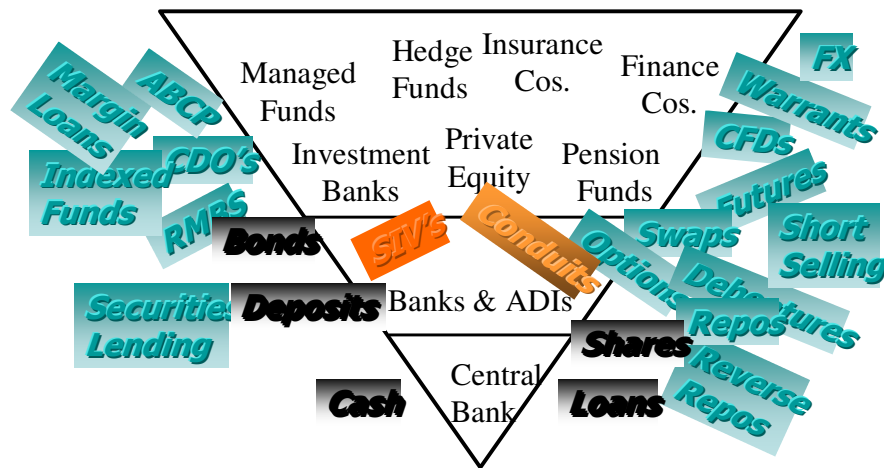 Hedge
Funds
Insurance
Cos.
FX
Managed
Funds
Finance
Cos.
Margin
Loans
ABCP
Warrants
CDO's
CFDs
Investment
Banks
Private
Equity
Pension
Funds
Indexed
Funds
Futures
RMBS
Bonds
SIV's
Conduits
Options
Swaps
Short
Selling
Securities
Lending
Deposits
Banks & ADIs
Debentures
Repos
Shares
Reverse
Repos
Cash
Central
Bank
Loans